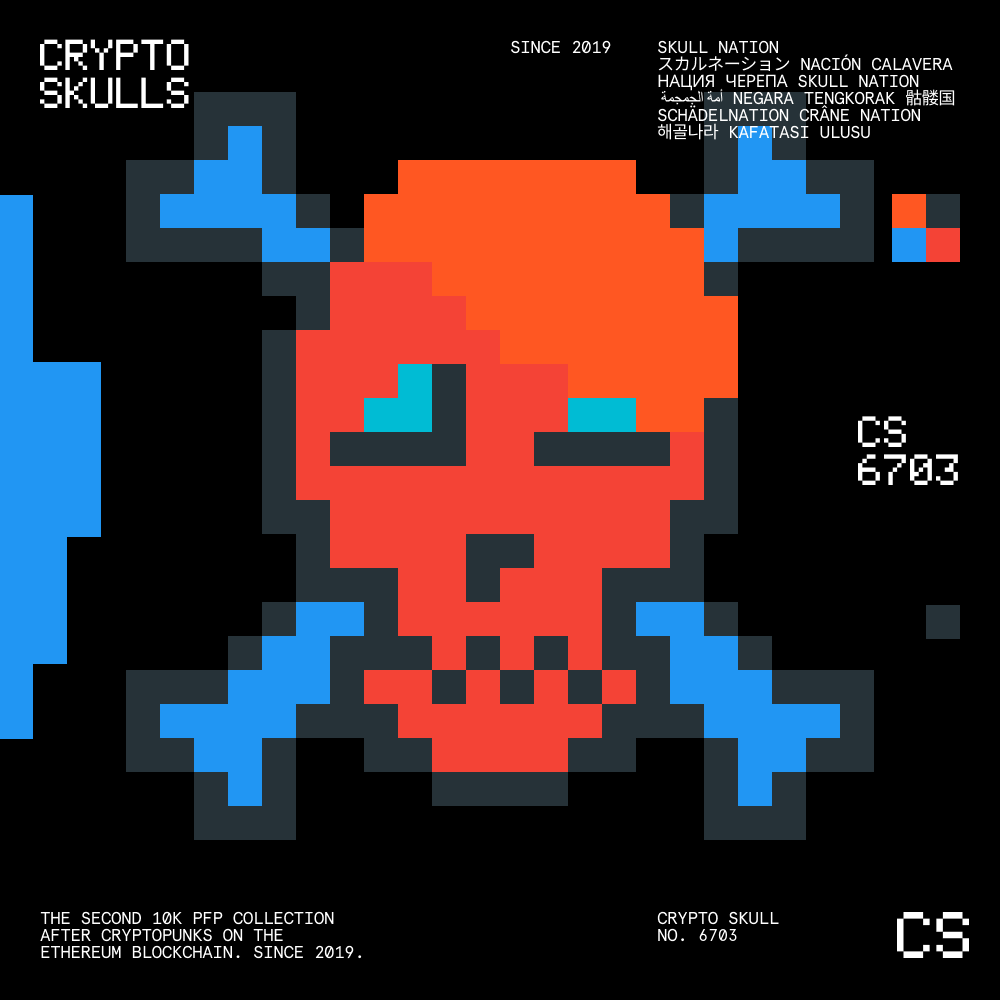 CRYPTO
SKULLS
SINCE 2019
SKULL NATION
スカルネーション NACIÓN CALAVERA
НАЦИЯ ЧЕРЕПА SKULL NATION
أمة الجمجمة NEGARA TENGKORAK 骷髅国
SCHÄDELNATION CRÂNE NATION
해골나라 KAFATASI ULUSU
CS
6703
THE SECOND 10K PFP COLLECTION
AFTER CRYPTOPUNKS ON THE
ETHEREUM BLOCKCHAIN. SINCE 2019.
CRYPTO SKULL
NO. 6703
CS